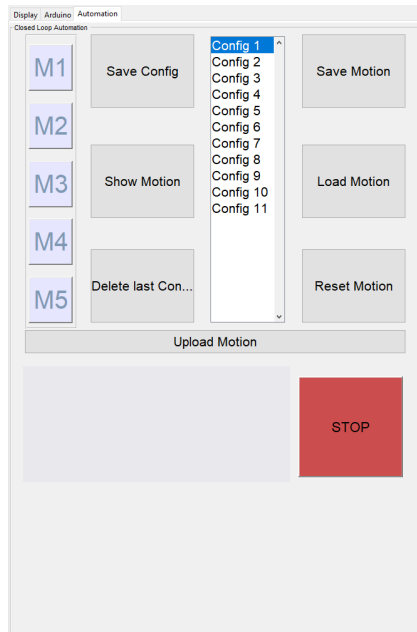 Display Arduino Automation
Closed Loop Automation
M1
M2
M3
M4
M5
Save Config
Show Motion
Delete last Con...
Config 1
Config 2
Config 3
Config 4
Config 5
Config 6
Config 7
Config 8
Config 9
Config 10
Config 11
Save Motion
Load Motion
Reset Motion
Upload Motion
STOP